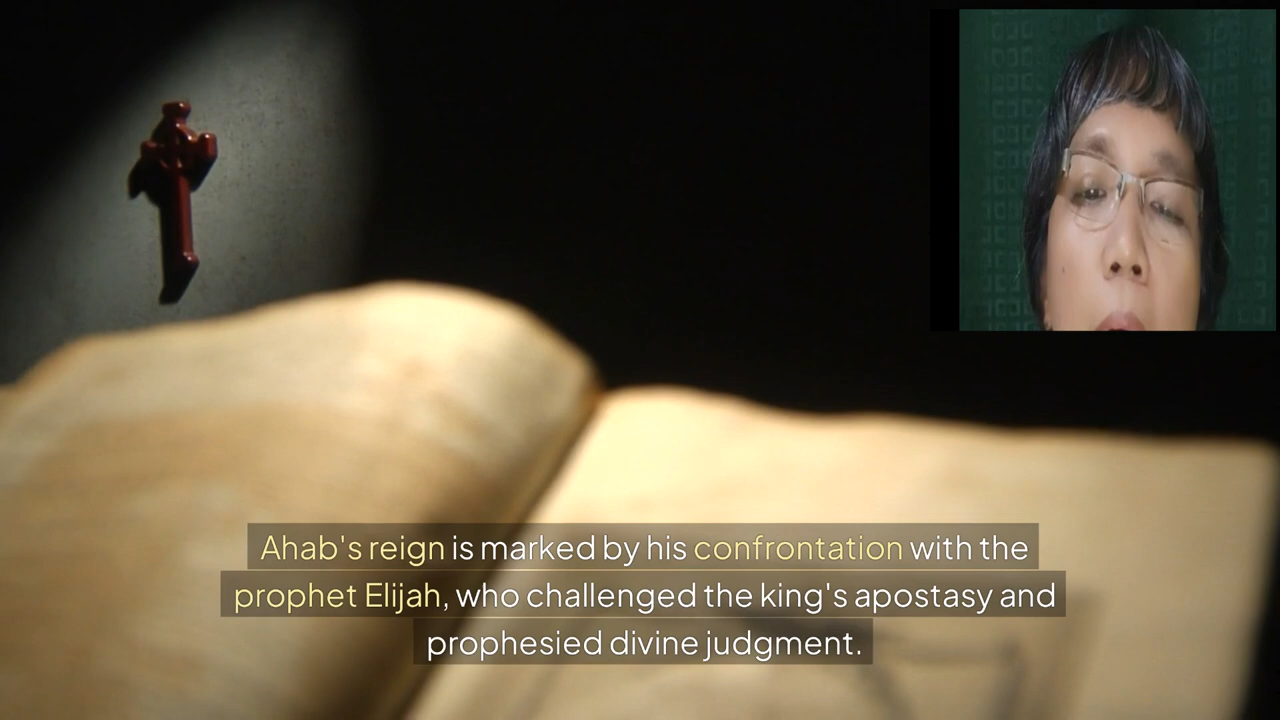 Ahab's reign is marked by his confrontation with the
prophet Elijah, who challenged the king's apostasy and
prophesied divine judgment.